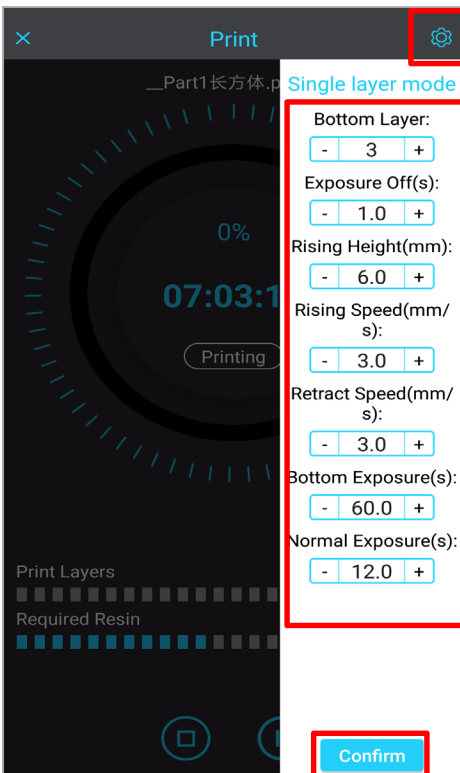 Print
__Part1长方体.p
0%
07:03:1
Printing
Print Layers
Required Resin
Single layer mode
Bottom Layer:
- 3 +
Exposure Off(s):
- 1.0 +
Rising Height(mm):
- 6.0 +
Rising Speed(mm/
s):
- 3.0 +
Retract Speed(mm/
s):
- 3.0 +
Bottom Exposure(s):
- 60.0 +
Normal Exposure(s):
- 12.0 +
Confirm